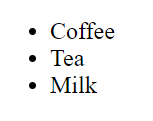 • Coffee
• Tea
• Milk